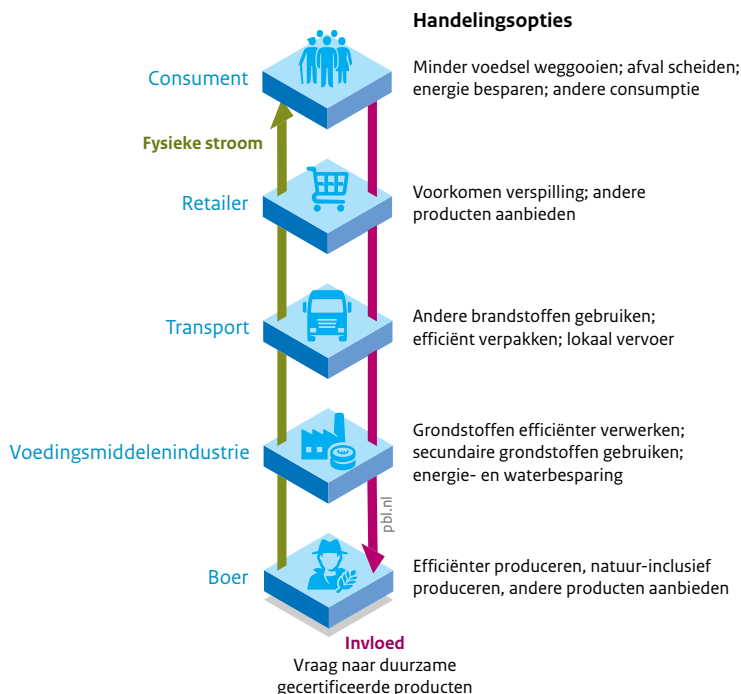 Handelingsopties
Consument
Minder voedsel weggooien; afval scheiden;
energie besparen; andere consumptie
Fysieke stroom
Retailer
Voorkomen verspilling; andere
producten aanbieden
Transport
Andere brandstoffen gebruiken;
efficiënt verpakken; lokaal vervoer
Voedingsmiddelenindustrie
Grondstoffen efficiënter verwerken;
secundaire grondstoffen gebruiken;
energie- en waterbesparing
pbl.nl
Boer
Efficiënter produceren, natuur-inclusief
produceren, andere producten aanbieden
Invloed
Vraag naar duurzame
gecertificeerde producten